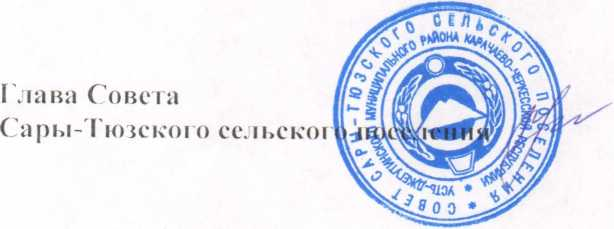 Глава Совета
Сары-Тюзского сельского поселения
СОВЕТ САРЫ-ТЮЗСКОГО СЕЛЬСКОГО ПОСЕЛЕНИЯ
УСТЬ-ДЖЕГУТИНСКОГО МУНИЦИПАЛЬНОГО РАЙОНА КАРАЧАЕВО-ЧЕРКЕССКОЙ РЕСПУБЛИКИ